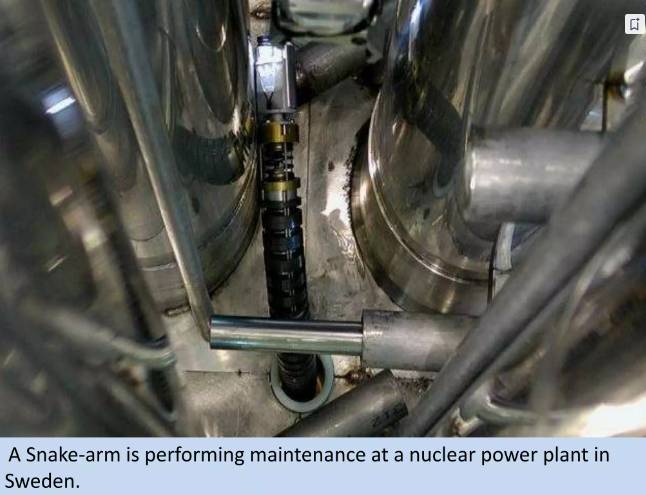 A Snake-arm is performing maintenance at a nuclear power plant in
Sweden.